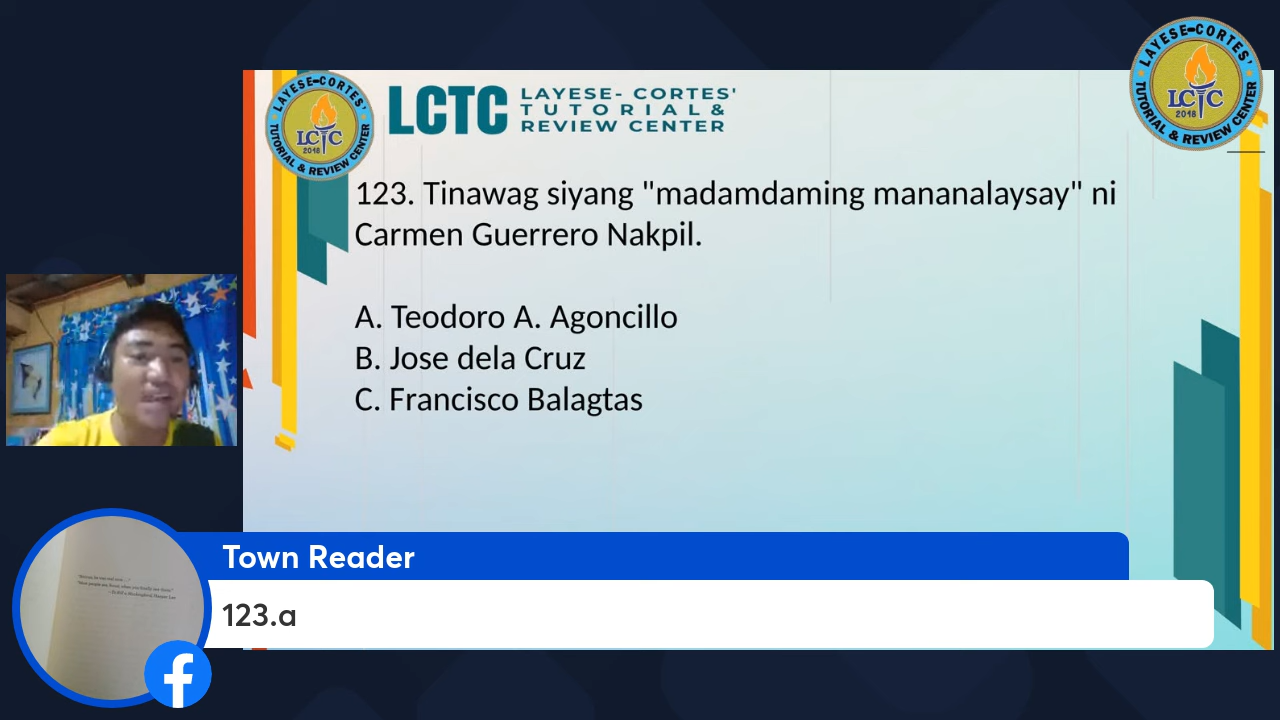 LAYESE-CORTES'
TUTORIAL & REVIEW CENTER
LCTC
2018
LCTC
LAYESE- CORTES'
TUTORIAL &
REVIEW CENTER
LAYESE-CORTES'
TUTORIAL & REVIEW CENTER
LCTC
2018
123. Tinawag siyang "madamdaming mananalaysay" ni
Carmen Guerrero Nakpil.
A. Teodoro A. Agoncillo
B. Jose dela Cruz
C. Francisco Balagtas
Town Reader
123.a